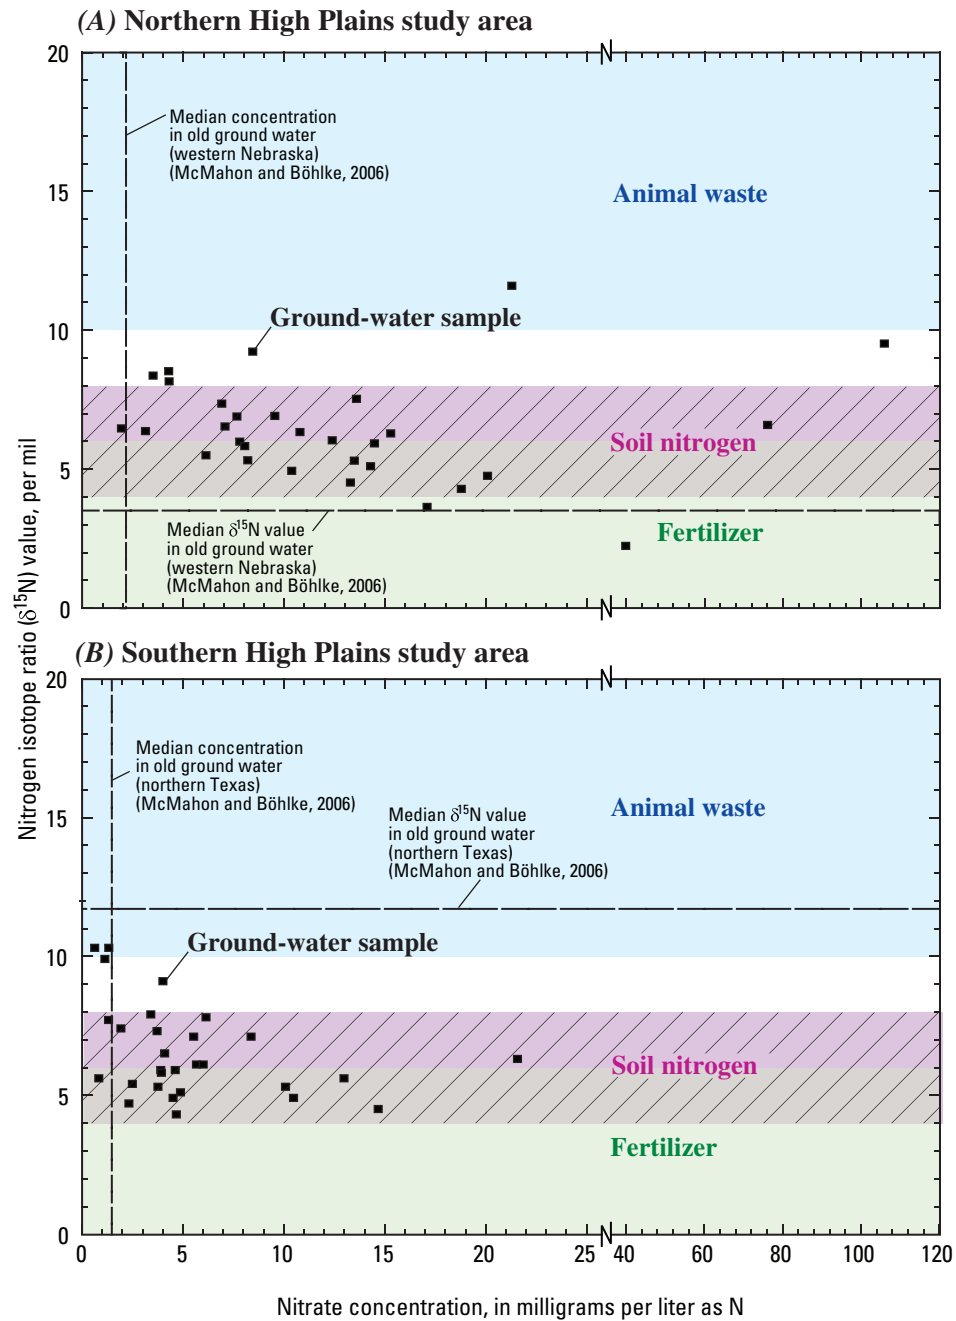 (A) Northern High Plains study area
20
15
10
5
0
Median concentration
in old ground water
(western Nebraska)
(McMahon and Böhlke, 2006)
Animal waste
Ground-water sample
Soil nitrogen
Median δ15N value
in old ground water
(western Nebraska)
(McMahon and Böhlke, 2006)
Fertilizer
Nitrogen isotope ratio (δ15N) value, per mil
(B) Southern High Plains study area
20
15
10
5
0
Median concentration
in old ground water
(northern Texas)
(McMahon and Böhlke, 2006)
Animal waste
Median δ15N value
in old ground water
(northern Texas)
(McMahon and Böhlke, 2006)
Ground-water sample
Soil nitrogen
Fertilizer
0 5 10 15 20 25 40 60 80 100 120
Nitrate concentration, in milligrams per liter as N